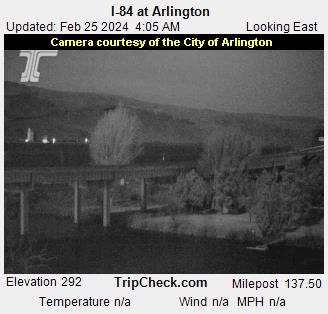 I-84 at Arlington
Updated: Feb 25 2024 4:05 AM Looking East
Camera courtesy of the City of Arlington
Elevation 292 TripCheck.com Milepost 137.50
Temperature n/a Wind n/a MPH n/a